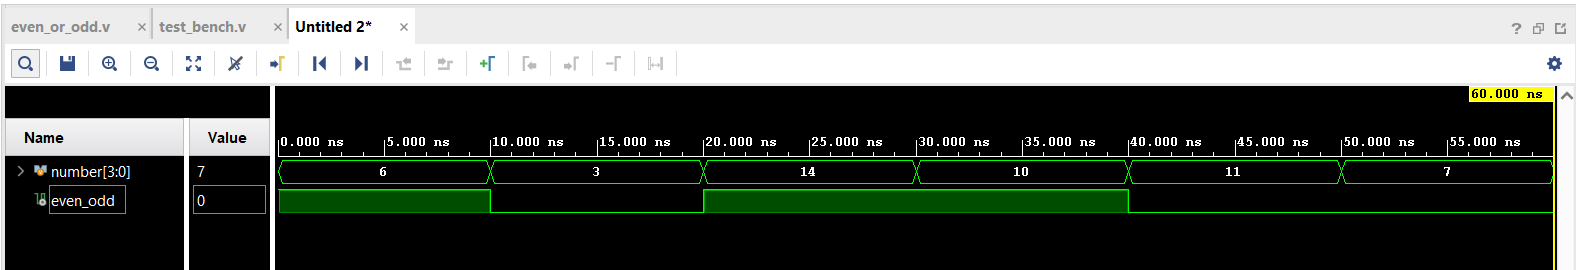 even_or_odd.v × test_bench.v × Untitled 2* ×
?
60.000 ns
Name Value
0.000 ns 5.000 ns 10.000 ns 15.000 ns 20.000 ns 25.000 ns 30.000 ns 35.000 ns 40.000 ns 45.000 ns 50.000 ns 55.000 ns
number[3:0] 7 6 3 14 10 11 7
even_odd 0